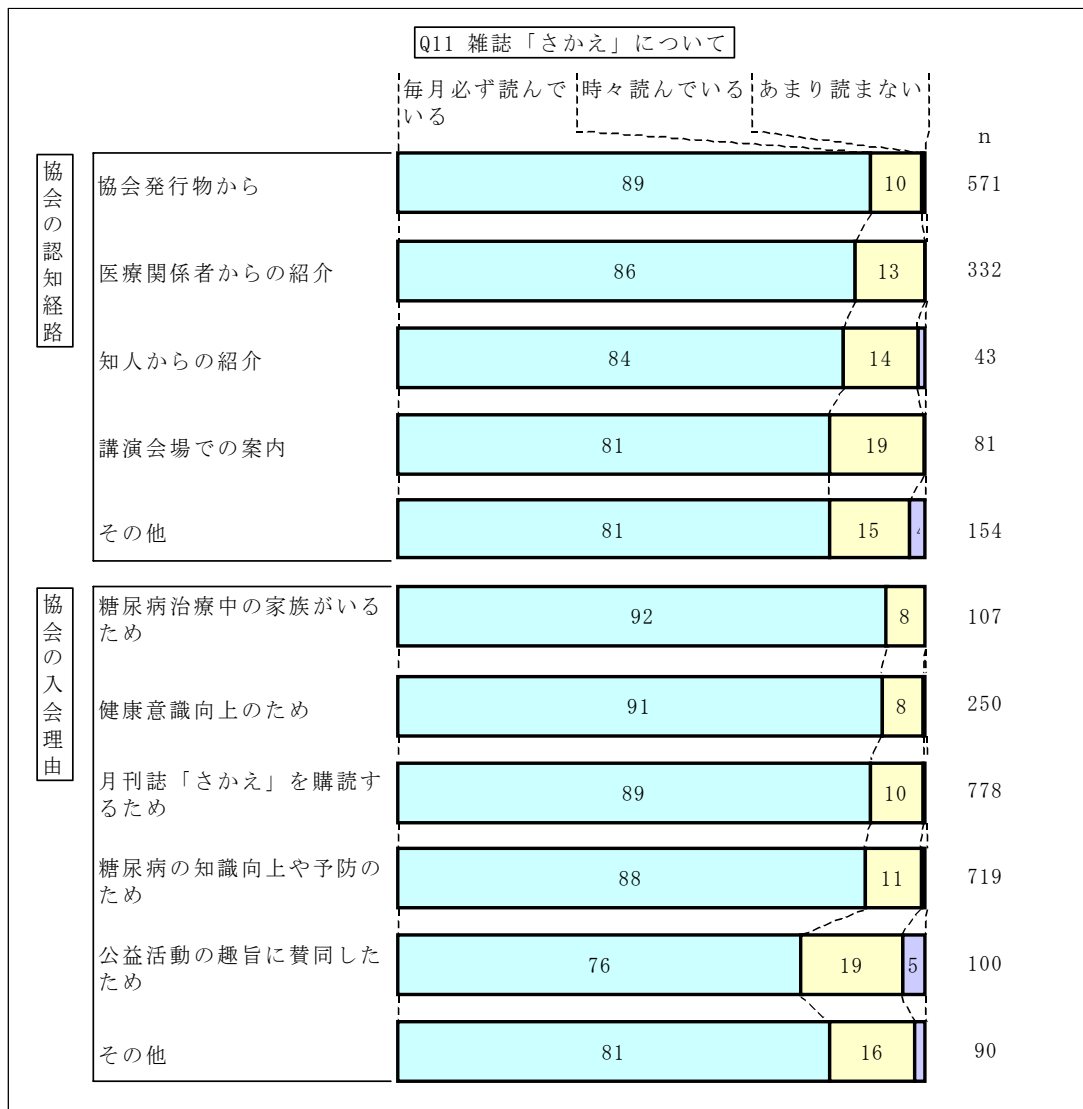 Q11 雑誌「さかえ」について
毎月必ず読んで
いる
時々読んでいる
あまり読まない
n
協会の認知経路
協会発行物から
89
10
571
医療関係者からの紹介
86
13
332
知人からの紹介
84
14
43
講演会場での案内
81
19
81
その他
81
15
4
154
協会の入会理由
糖尿病治療中の家族がいる
ため
92
8
107
健康意識向上のため
91
8
250
月刊誌「さかえ」を購読す
るため
89
10
778
糖尿病の知識向上や予防の
ため
88
11
719
公益活動の趣旨に賛同した
ため
76
19
5
100
その他
81
16
90